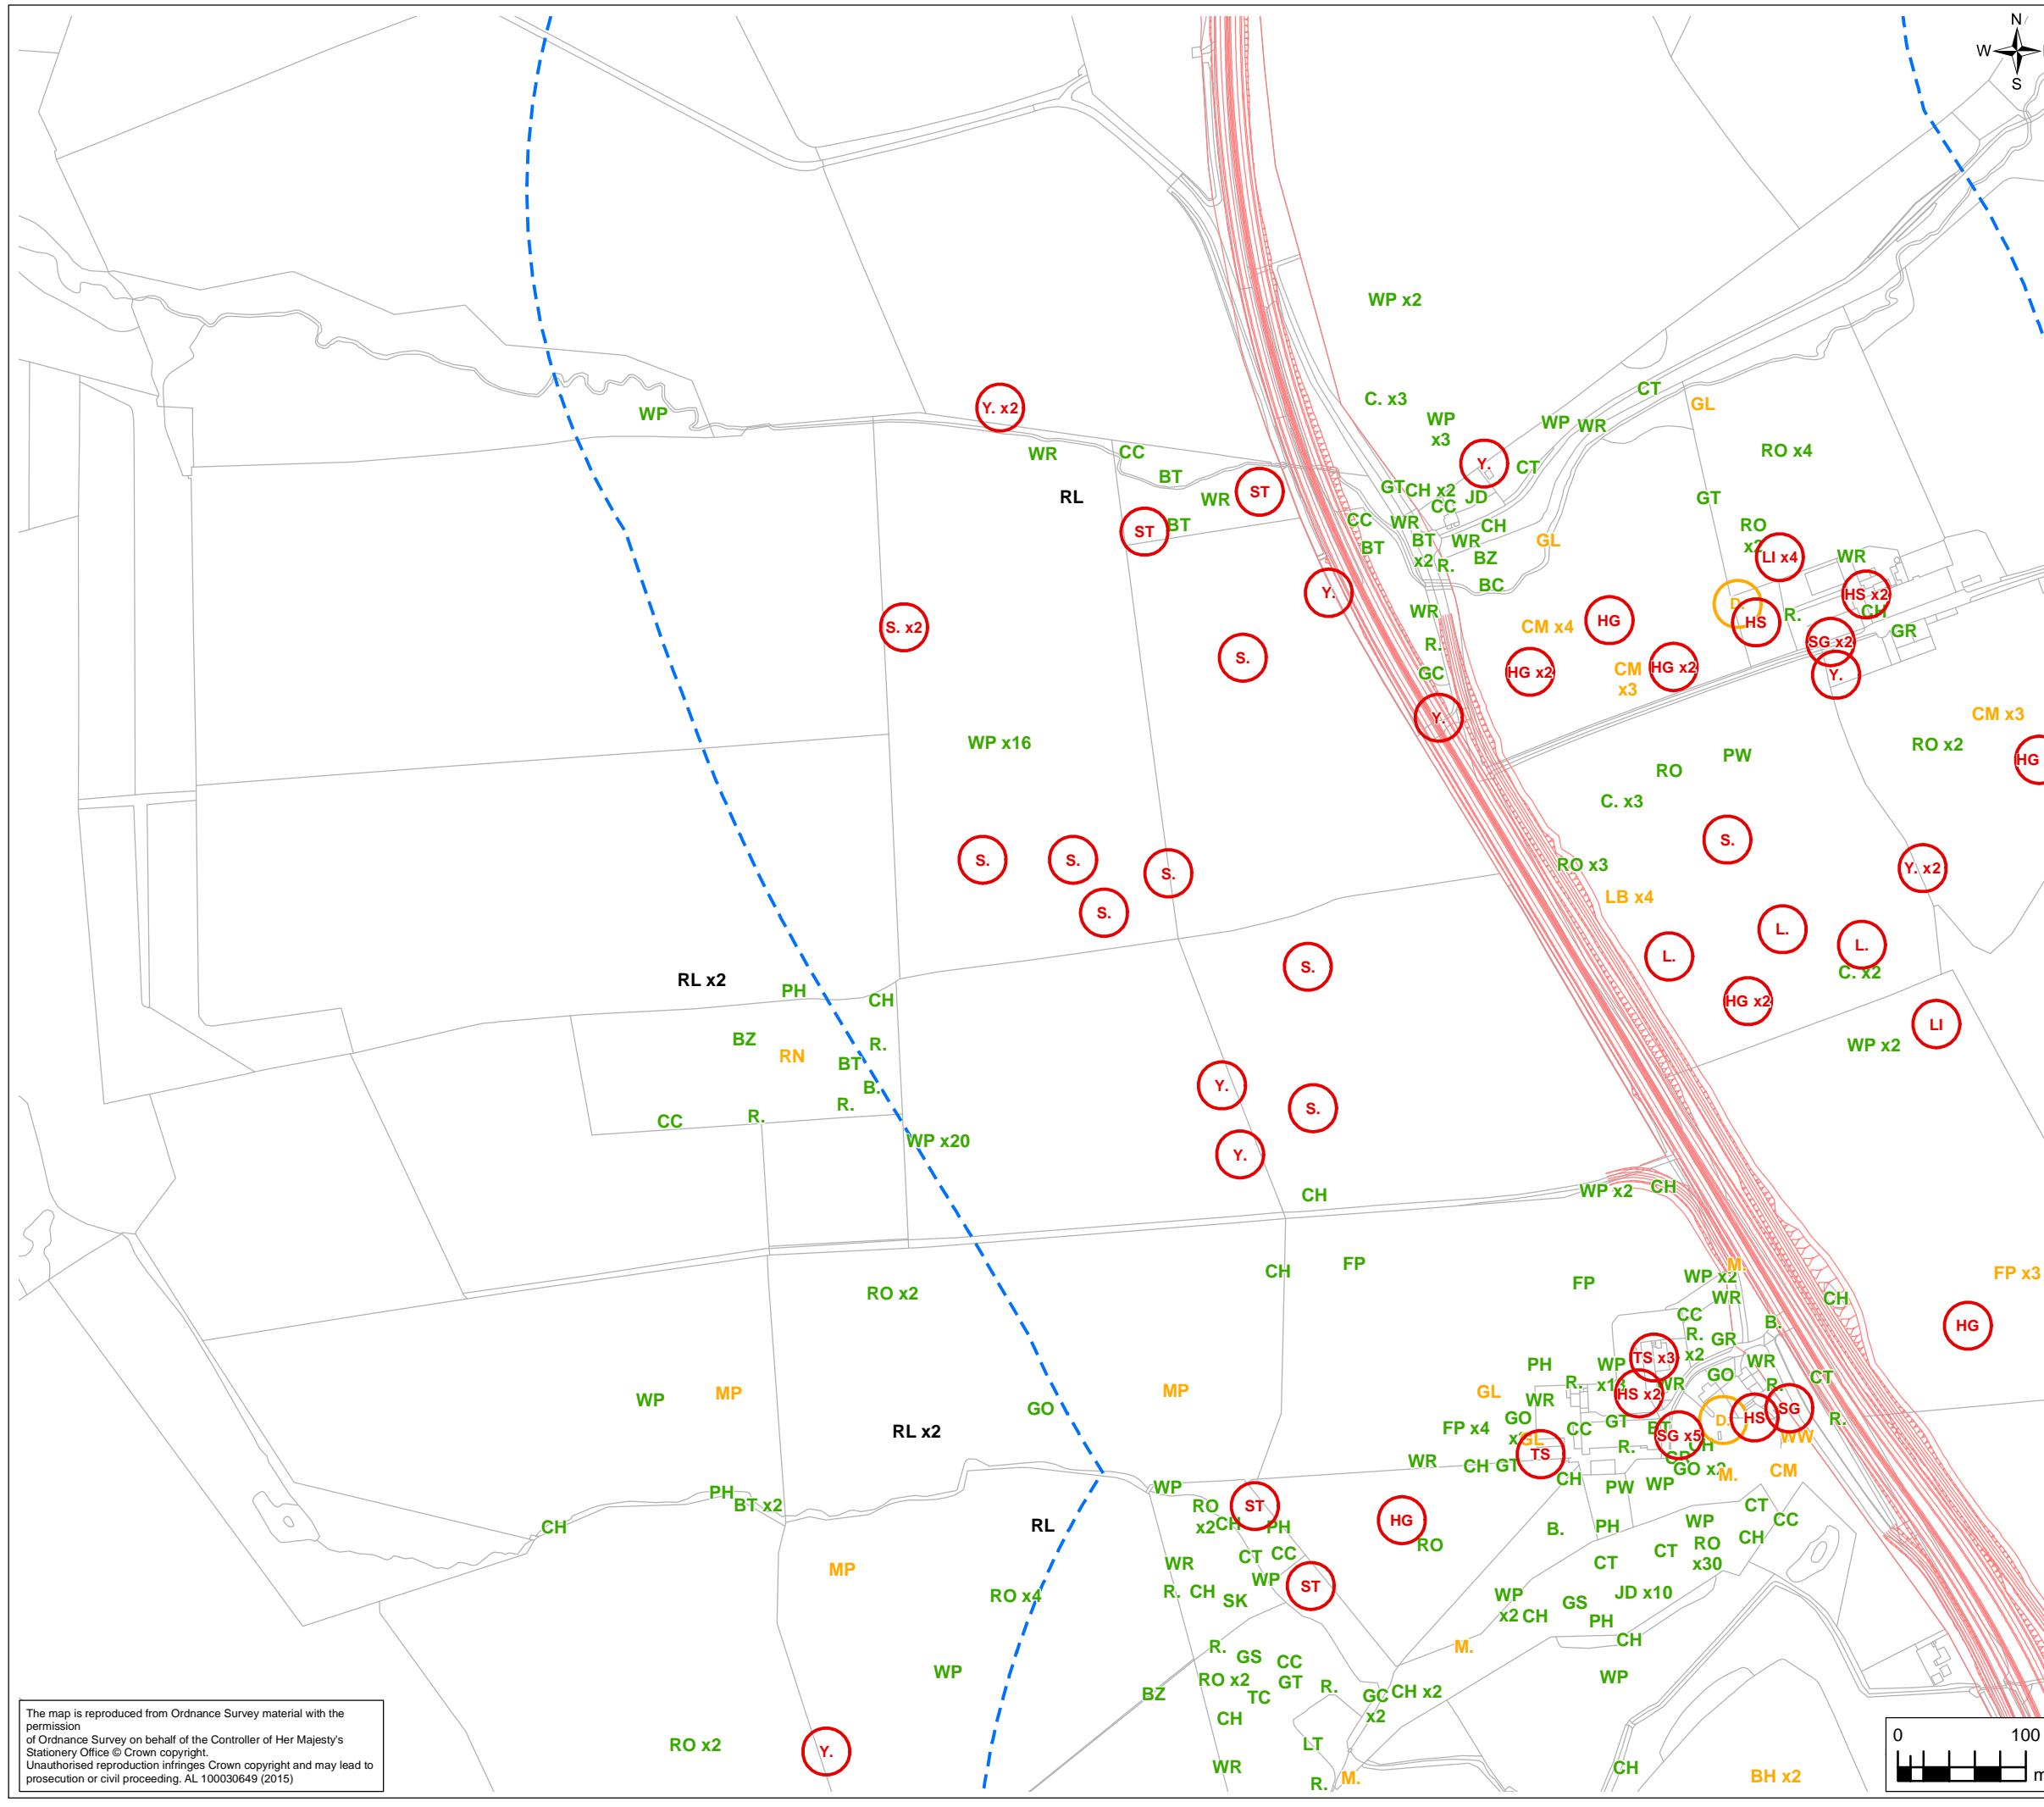 N
W
S
WP x2
C. x3
WP
x3
WP
WR
CT
GL
RO x4
WP
Y. x2
WR
CC
BT
WR
ST
ST
BT
RL
Y.
CT
GT
CH x2
JD
CC
CC
WR
CH
BT
BT
x2
WR
BZ
R.
BC
GL
GT
RO
x2
LI x4
WR
HS x2
CH
GR
D.
HS
R.
SG x2
Y.
Y.
WR
R.
GC
Y.
CM x4
HG
HG x2
CM
x3
HG x2
S. x2
S.
CM x3
RO x2
HG
WP x16
PW
RO
C. x3
S.
S.
S.
S.
S.
RO x3
LB x4
Y. x2
L.
L.
L.
C. x2
HG x2
LI
WP x2
S.
RL x2
PH
CH
BZ
RN
R.
BT
B.
R.
CC
R.
WP x20
Y.
S.
Y.
CH
WP x2
CH
RO x2
CH
FP
FP
WP x2
M.
WR
CH
FP x3
HG
CC
B.
R.
x2
GR
TS x3
WP
x13
HS x2
WR
GO
WR
R.
CT
SG
HS
D.
R.
WW
PH
R.
WR
GL
GO
FP x4
GL
TS
CC
GT
BT
SG x5
R.
CH
GO x2
M.
CM
WP
MP
GO
MP
RL x2
WR
CH
GT
CH
PW
WP
PH
BT x2
CH
WP
RO
x2
CH
ST
PH
HG
RO
RL
B.
PH
WP
CT
CC
CH
RO
x30
CT
CT
MP
WR
CT
CC
WP
ST
RO x4
R.
CH
SK
WP
x2
CH
GS
JD x10
PH
CH
M.
R.
GS
CC
WP
RO x2
GT
TC
R.
GC
x2
CH x2
WP
BZ
CH
LT
RO x2
Y.
WR
R.
M.
CH
BH x2
The map is reproduced from Ordnance Survey material with the
permission
of Ordnance Survey on behalf of the Controller of Her Majesty's
Stationery Office © Crown copyright.
Unauthorised reproduction infringes Crown copyright and may lead to
prosecution or civil proceeding. AL 100030649 (2015)
0
100
m